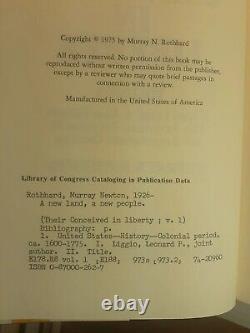 Copyright © 1975 by Murray N. Rothbard
All rights reserved. No portion of this book may be
reproduced without written permission from the publisher,
except by a reviewer who may quote brief passages in
connection with a review.
Manufactured in the United States of America
Library of Congress Cataloging in Publication Data
Rothbard, Murray Newton, 1926-
A new land, a new people.
(Their Conceived in liberty ; v. 1)
Bibliography: p.
1. United States—History—Colonial period,
ca. 1600-1775. I. Liggio, Leonard P., joint
author. II. Title.
E178.R8 vol. 1 ,E188, 973s ,973.2, 74-20960
ISBN 0-87000-262-7
thumbimg.com